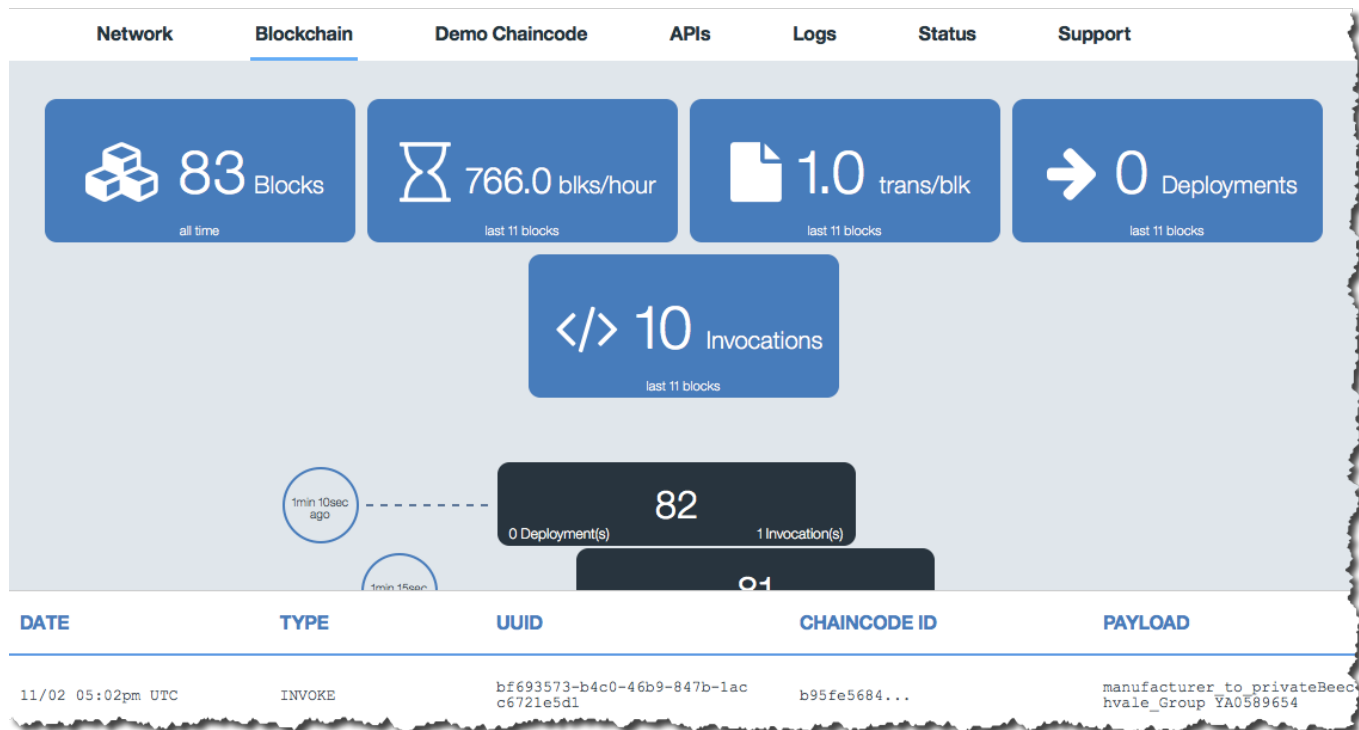 Network Blockchain Demo Chaincode APIs Logs Status Support
83 Blocks
all time
766.0 blks/hour
last 11 blocks
1.0 trans/blk
last 11 blocks
0 Deployments
last 11 blocks
</> 10 Invocations
last 11 blocks
1min 10sec
ago
82
0 Deployment(s) 1 Invocation(s)
1min 15sec
81
DATE TYPE UUID CHAINCODE ID PAYLOAD
11/02 05:02pm UTC INVOKE bf693573-b4c0-46b9-847b-1ac
c6721e5d1 b95fe5684... manufacturer_to_privateBeec
hvale_Group YA0589654